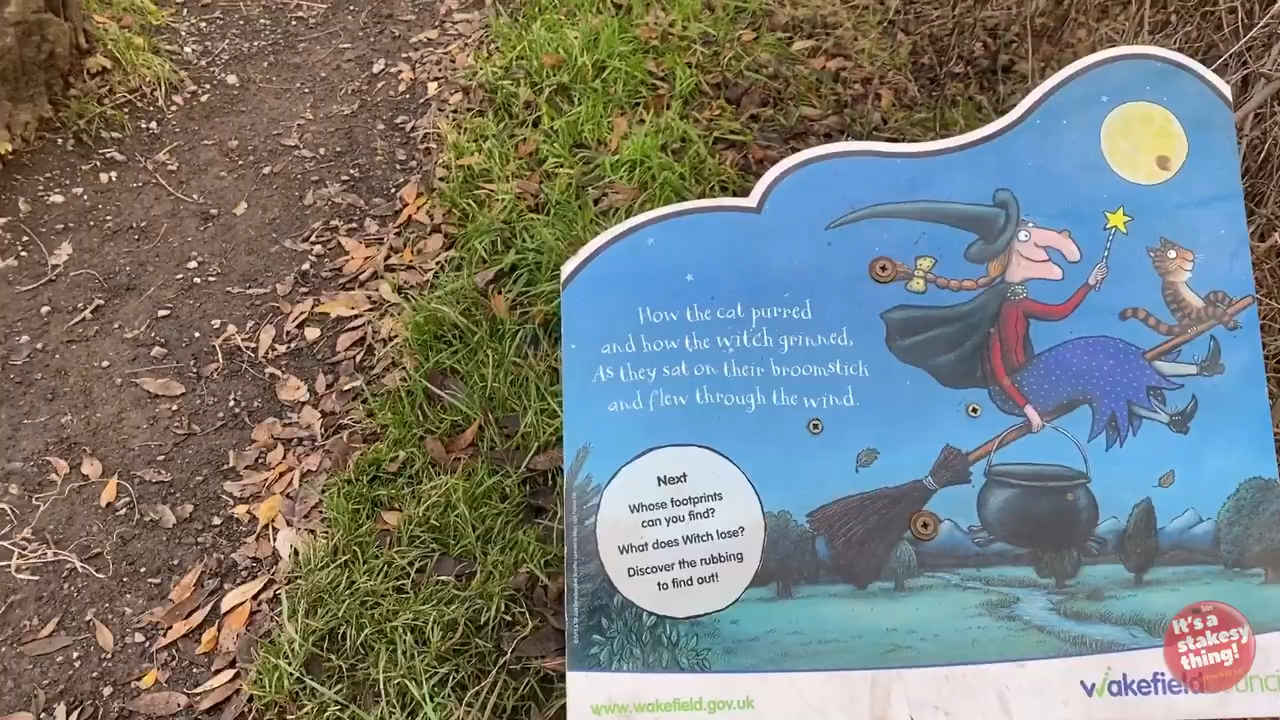 How the cat purred
and how the witch grinned,
As they sat on their broomstick
and flew through the wind.
Next
Whose footprints
can you find?
What does Witch lose?
Discover the rubbing
to find out!
www.wakefield.gov.uk
wakefieldcouncil
It's a
stakesy
thing!